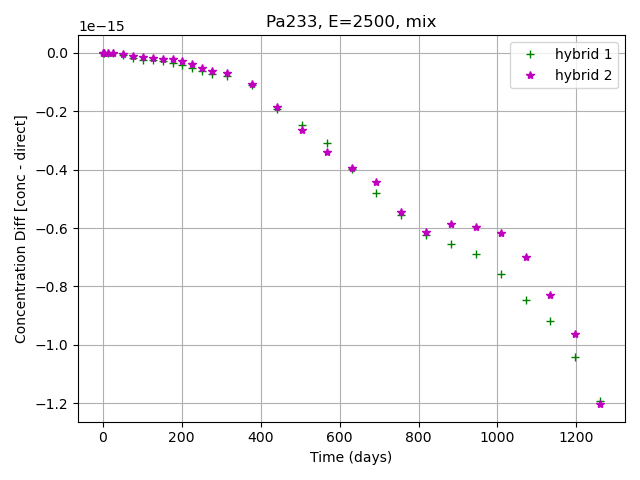 Pa233, E=2500, mix
1e−15
hybrid 1
hybrid 2
0.0
−0.2
−0.4
−0.6
−0.8
−1.0
−1.2
Concentration Diff [conc - direct]
0 200 400 600 800 1000 1200
Time (days)